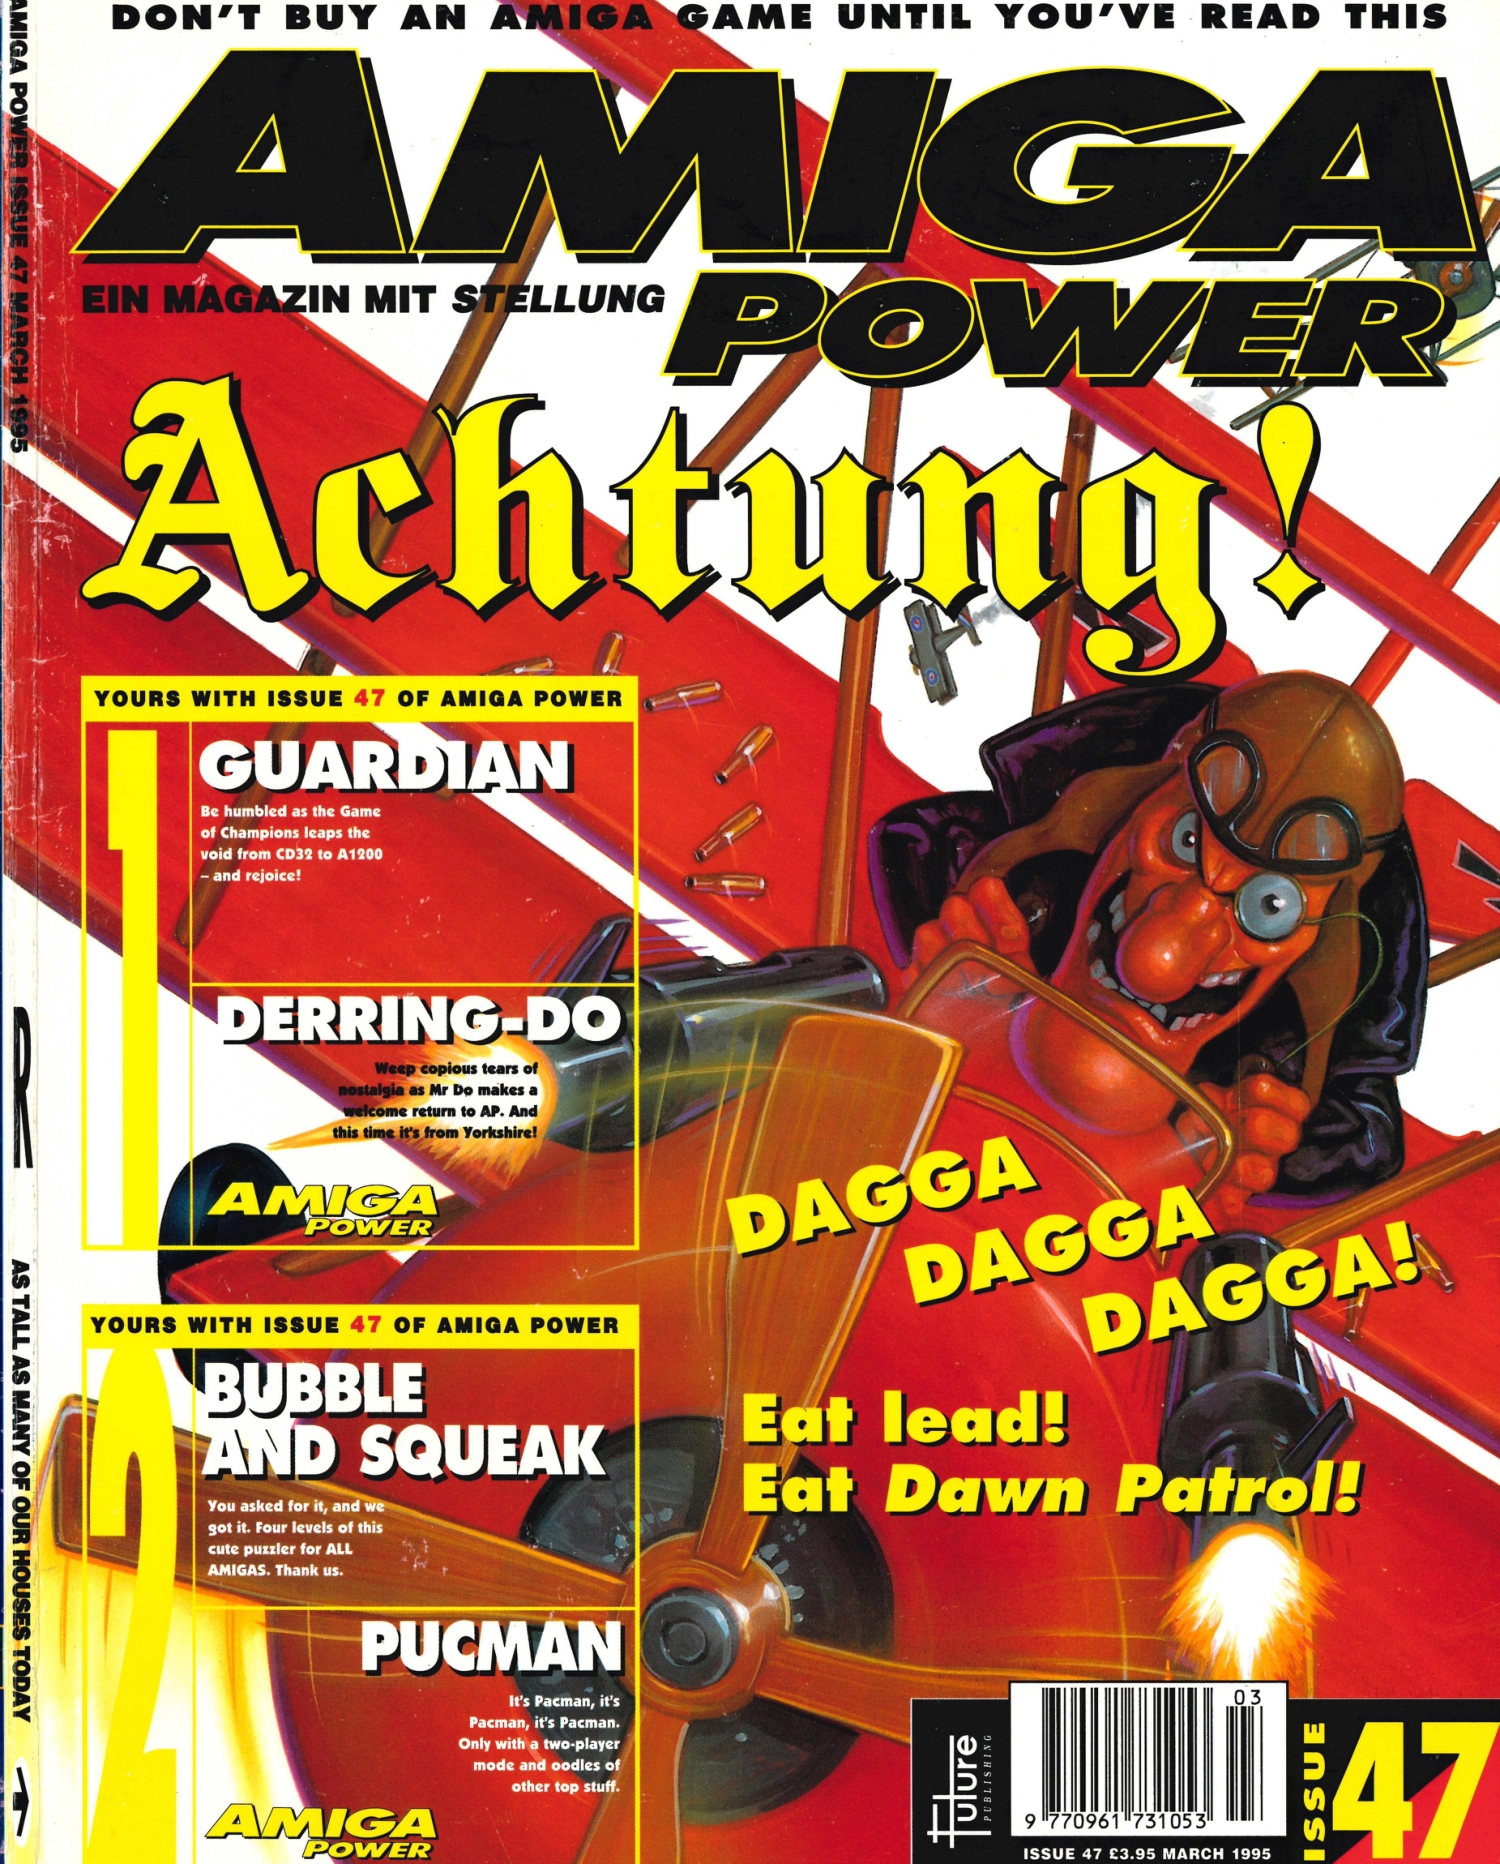 DON'T BUY AN AMIGA GAME UNTIL YOU'VE READ THIS
AMIGA
POWER
EIN MAGAZIN MIT STELLUNG
Achtung!
YOURS WITH ISSUE 47 OF AMIGA POWER
1
GUARDIAN
Be humbled as the Game
of Champions leaps the
void from CD32 to A1200
– and rejoice!
DERRING-DO
Weep copious tears of
nostalgia as Mr Do makes a
welcome return to AP. And
this time it's from Yorkshire!
AMIGA
POWER
YOURS WITH ISSUE 47 OF AMIGA POWER
2
BUBBLE
AND SQUEAK
You asked for it, and we
got it. Four levels of this
cute puzzler for ALL
AMIGAS. Thank us.
PUCMAN
It's Pacman, it's
Pacman, it's Pacman.
Only with a two-player
mode and oodles of
other top stuff.
AMIGA
POWER
DAGGA
DAGGA
DAGGA!
Eat lead!
Eat Dawn Patrol!
Future
PUBLISHING
03
9 770961 731053
ISSUE 47 £3.95 MARCH 1995
ISSUE
47
AMIGA POWER ISSUE 47 MARCH 1995
AS TALL AS MANY OF OUR HOUSES TODAY